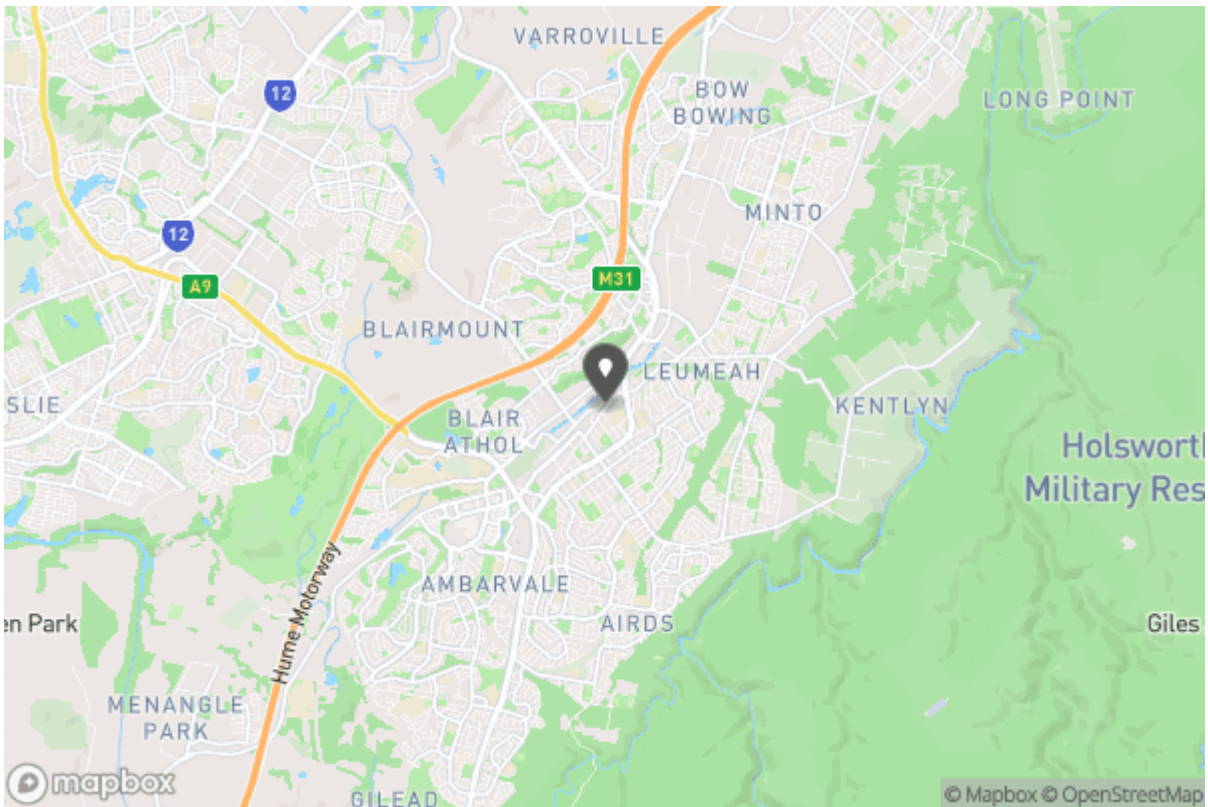 VARROVILLE
12
BOW
BOWING
LONG POINT
MINTO
12
M31
A9
BLAIRMOUNT
LEUMEAH
SLIE
KENTLYN
BLAIR
ATHOL
Holsworth
Military Res
AMBARVALE
Hume Motorway
en Park
AIRDS
Giles
MENANGLE
PARK
mapbox
GILEAD
© Mapbox © OpenStreetMap